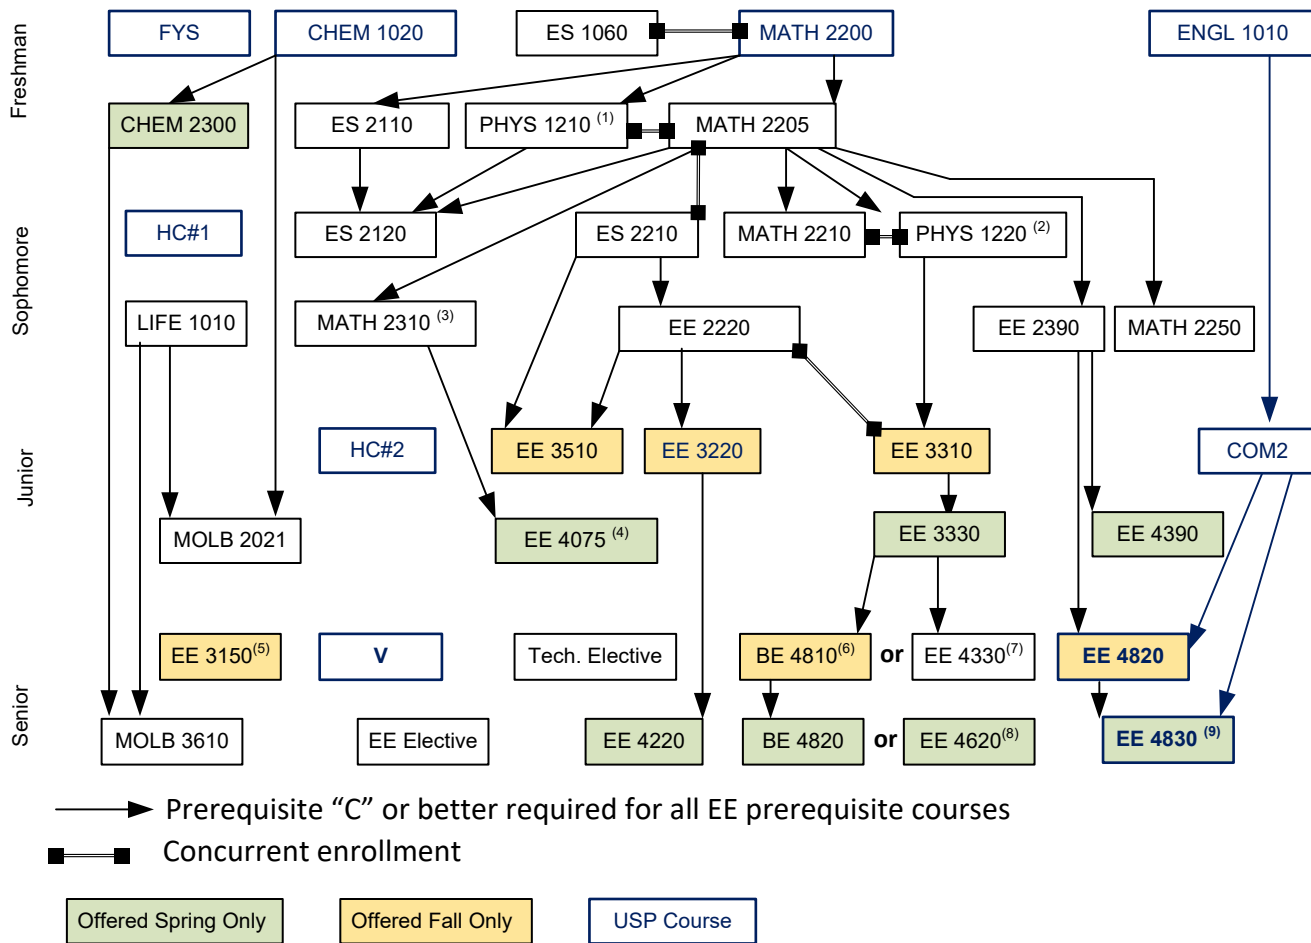 Freshman
FYS
CHEM 1020
ES 1060
MATH 2200
ENGL 1010
CHEM 2300
ES 2110
PHYS 1210 (1)
MATH 2205
Sophomore
HC#1
ES 2120
ES 2210
MATH 2210
PHYS 1220 (2)
LIFE 1010
MATH 2310 (3)
EE 2220
EE 2390
MATH 2250
Junior
HC#2
EE 3510
EE 3220
EE 3310
COM2
MOLB 2021
EE 4075 (4)
EE 3330
EE 4390
Senior
EE 3150(5)
V
Tech. Elective
BE 4810(6)
or
EE 4330(7)
EE 4820
MOLB 3610
EE Elective
EE 4220
BE 4820
or
EE 4620(8)
EE 4830 (9)
Prerequisite “C” or better required for all EE prerequisite courses
Concurrent enrollment
Offered Spring Only
Offered Fall Only
USP Course